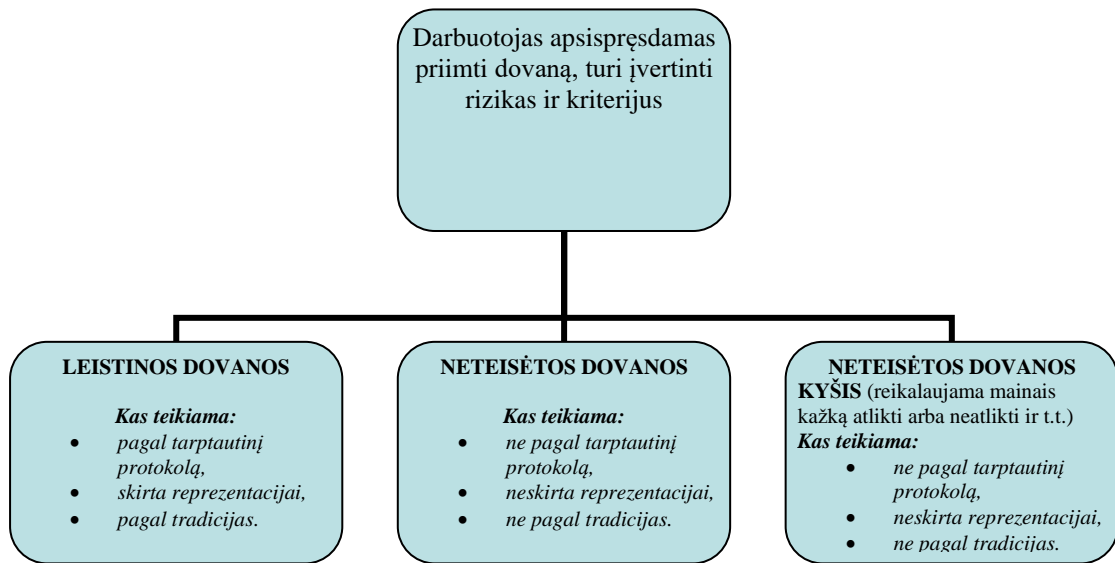 Darbuotojas apsispręsdamas
priimti dovaną, turi įvertinti
rizikas ir kriterijus
LEISTINOS DOVANOS
Kas teikiama:
• pagal tarptautinį
protokolą,
• skirta reprezentacijai,
• pagal tradicijas.
NETEISĖTOS DOVANOS
Kas teikiama:
• ne pagal tarptautinį
protokolą,
• neskirta reprezentacijai,
• ne pagal tradicijas.
NETEISĖTOS DOVANOS
KYŠIS (reikalaujama mainais
kažką atlikti arba neatlikti ir t.t.)
Kas teikiama:
• ne pagal tarptautinį
protokolą,
• neskirta reprezentacijai,
• ne pagal tradicijas.